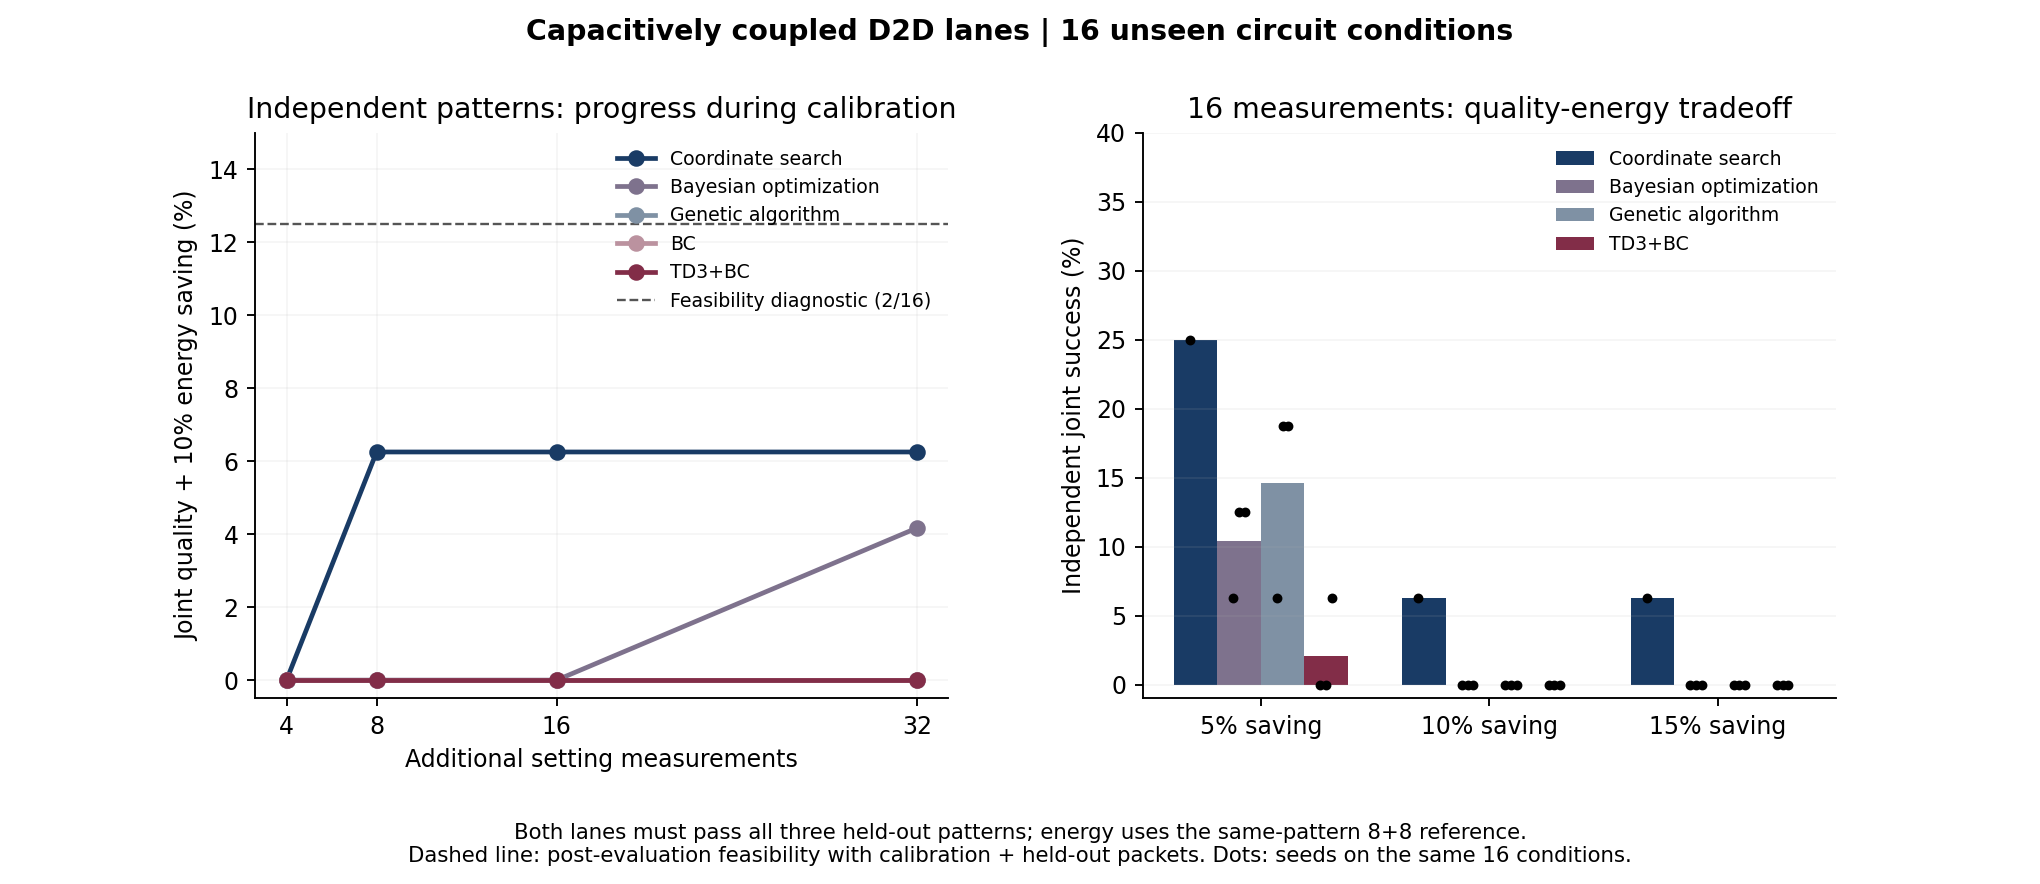 Capacitively coupled D2D lanes | 16 unseen circuit conditions
Independent patterns: progress during calibration
Joint quality + 10% energy saving (%)
14
12
10
8
6
4
2
0
Coordinate search
Bayesian optimization
Genetic algorithm
BC
TD3+BC
Feasibility diagnostic (2/16)
4 8 16 32
Additional setting measurements
16 measurements: quality-energy tradeoff
Independent joint success (%)
40
35
30
25
20
15
10
5
0
Coordinate search
Bayesian optimization
Genetic algorithm
TD3+BC
5% saving 10% saving 15% saving
Both lanes must pass all three held-out patterns; energy uses the same-pattern 8+8 reference.
Dashed line: post-evaluation feasibility with calibration + held-out packets. Dots: seeds on the same 16 conditions.